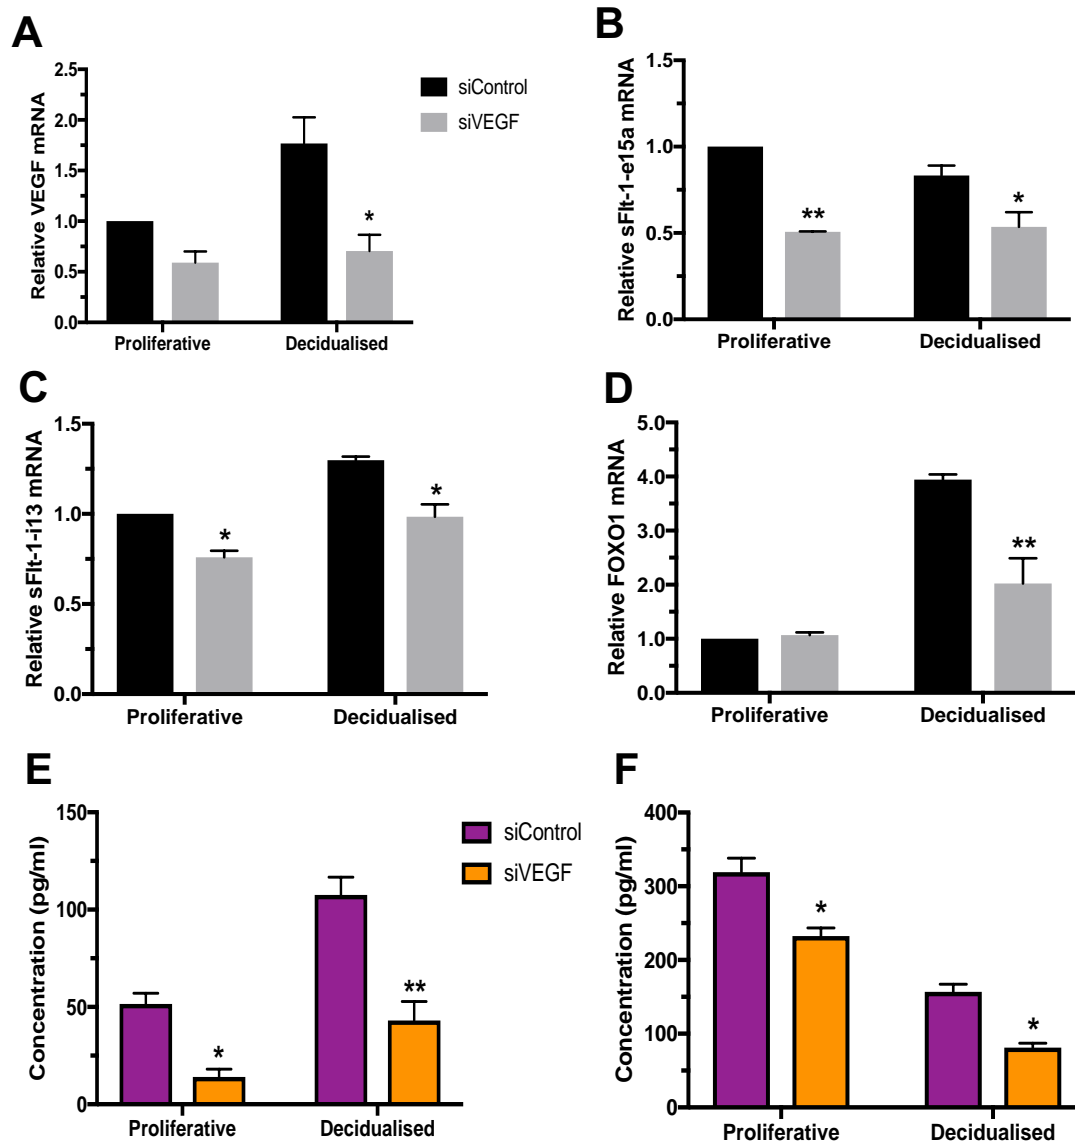 A
Relative VEGF mRNA
2.5
2.0
1.5
1.0
0.5
0.0
*
Proliferative
Decidualised
siControl
siVEGF
B
Relative sFlt-1-e15a mRNA
1.5
1.0
0.5
0.0
**
*
Proliferative
Decidualised
C
Relative sFlt-1-i13 mRNA
1.5
1.0
0.5
0.0
*
*
Proliferative
Decidualised
D
Relative FOXO1 mRNA
5.0
4.0
3.0
2.0
1.0
0.0
**
Proliferative
Decidualised
E
Concentration (pg/ml)
150
100
50
0
*
**
Proliferative
Decidualised
siControl
siVEGF
F
Concentration (pg/ml)
400
300
200
100
0
*
*
Proliferative
Decidualised